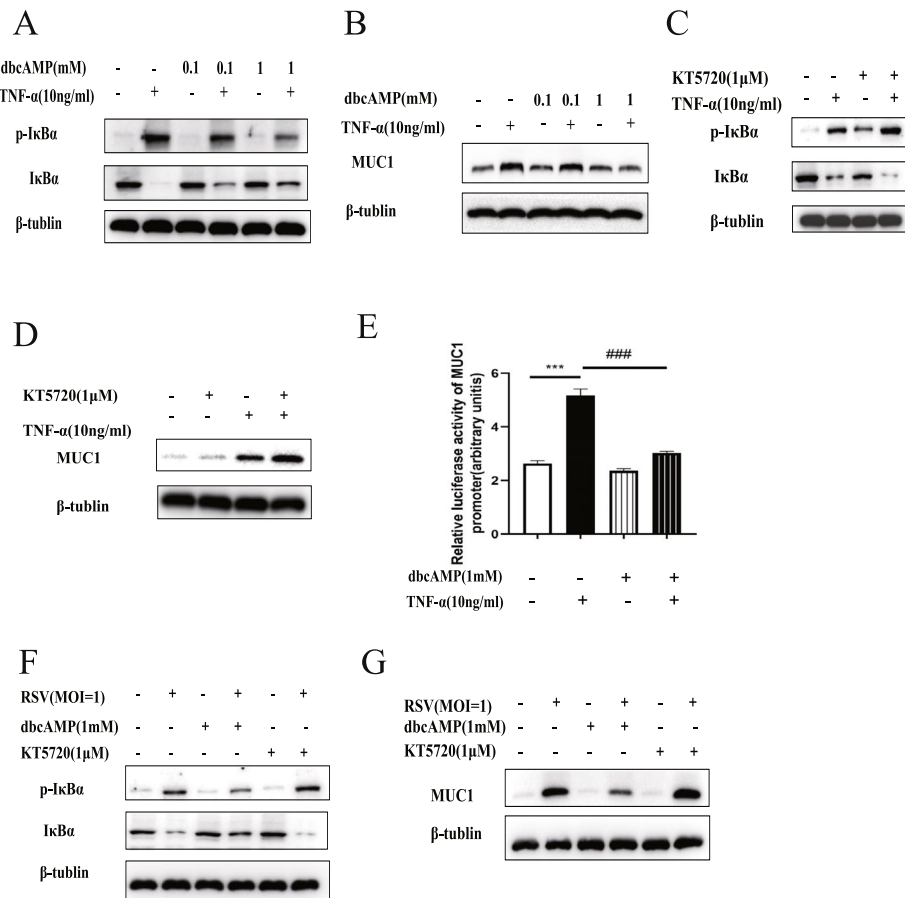 A
dbcAMP(mM) - - 0.1 0.1 1 1
TNF-α(10ng/ml) - + - + - +
p-IκBα
IκBα
β-tublin
B
dbcAMP(mM) - - 0.1 0.1 1 1
TNF-α(10ng/ml) - + - + - +
MUC1
β-tublin
C
KT5720(1μM) - - + +
TNF-α(10ng/ml) - + - +
p-IκBα
IκBα
β-tublin
D
KT5720(1μM) - + - +
TNF-α(10ng/ml) - - + +
MUC1
β-tublin
E
Relative luciferase activity of MUC1
promoter(arbitrary unitis)
6
4
2
0
*** ###
dbcAMP(1mM) - - + +
TNF-α(10ng/ml) - + - +
F
RSV(MOI=1) - + - + - +
dbcAMP(1mM) - - + + - -
KT5720(1μM) - - - - + +
p-IκBα
IκBα
β-tublin
G
RSV(MOI=1) - + - + - +
dbcAMP(1mM) - - + + - -
KT5720(1μM) - - - - + +
MUC1
β-tublin